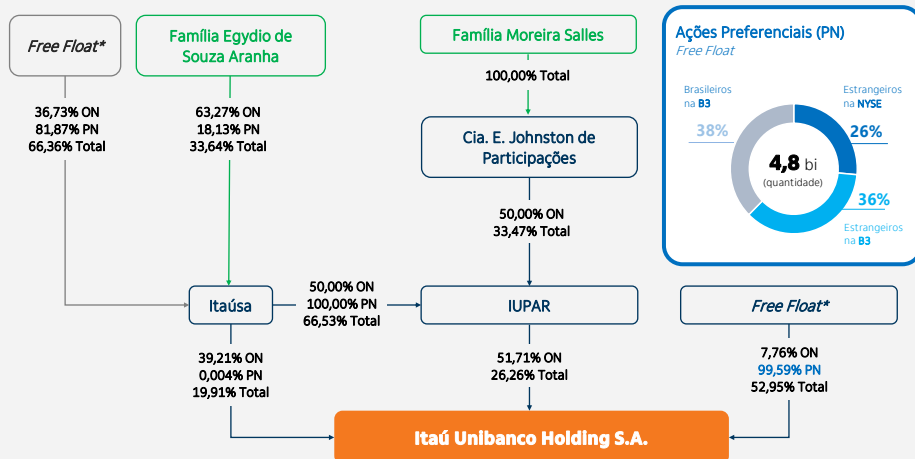 Free Float*
Família Egydio de
Souza Aranha
Família Moreira Salles
36,73% ON
81,87% PN
66,36% Total
63,27% ON
18,13% PN
33,64% Total
100,00% Total
Cia. E. Johnston de
Participações
50,00% ON
33,47% Total
Itaúsa
50,00% ON
100,00% PN
66,53% Total
IUPAR
39,21% ON
0,004% PN
19,91% Total
51,71% ON
26,26% Total
Ações Preferenciais (PN)
Free Float
Brasileiros
na B3
38%
Estrangeiros
na NYSE
26%
4,8 bi
(quantidade)
36%
Estrangeiros
na B3
Free Float*
7,76% ON
99,59% PN
52,95% Total
Itaú Unibanco Holding S.A.